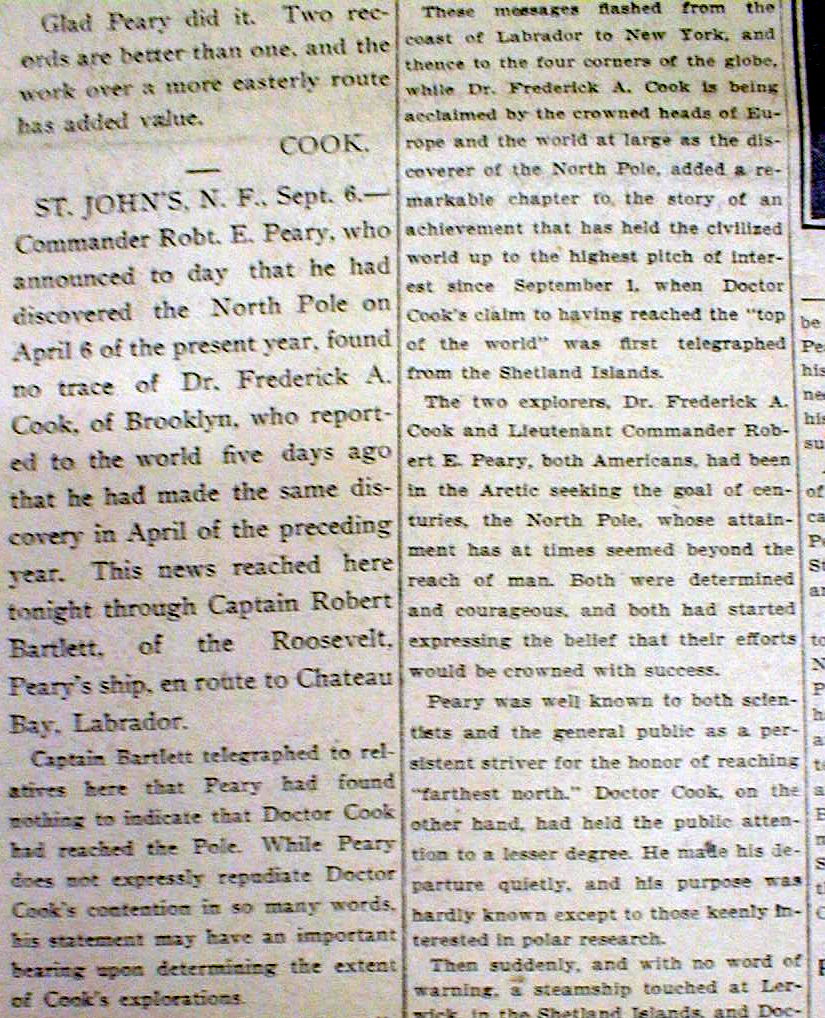 Glad Peary did it. Two rec-
ords are better than one, and the
work over a more easterly route
has added value.
COOK.
ST. JOHN'S, N. F., Sept. 6.—
Commander Robt. E. Peary, who
announced to day that he had
discovered the North Pole on
April 6 of the present year, found
no trace of Dr. Frederick A.
Cook, of Brooklyn, who report-
ed to the world five days ago
that he had made the same dis-
covery in April of the preceding
year. This news reached here
tonight through Captain Robert
Bartlett, of the Roosevelt,
Peary's ship, en route to Chateau
Bay, Labrador.
Captain Bartlett telegraphed to rel-
atives here that Peary had found
nothing to indicate that Doctor Cook
had reached the Pole. While Peary
does not expressly repudiate Doctor
Cook's contention in so many words,
his statement may have an important
bearing upon determining the extent
of Cook's explorations.
These messages flashed from the
coast of Labrador to New York, and
thence to the four corners of the globe,
while Dr. Frederick A. Cook is being
acclaimed by the crowned heads of Eu-
rope and the world at large as the dis-
coverer of the North Pole, added a re-
markable chapter to the story of an
achievement that has held the civilized
world up to the highest pitch of inter-
est since September 1, when Doctor
Cook's claim to having reached the "top
of the world" was first telegraphed
from the Shetland Islands.
The two explorers, Dr. Frederick A.
Cook and Lieutenant Commander Rob-
ert E. Peary, both Americans, had been
in the Arctic seeking the goal of cen-
turies, the North Pole, whose attain-
ment has at times seemed beyond the
reach of man. Both were determined
and courageous, and both had started
expressing the belief that their efforts
would be crowned with success.
Peary was well known to both scien-
tists and the general public as a per-
sistent striver for the honor of reaching
"farthest north." Doctor Cook, on the
other hand, had held the public atten-
tion to a lesser degree. He made his de-
parture quietly, and his purpose was
hardly known except to those keenly in-
terested in polar research.
Then suddenly, and with no word of
warning, a steamship touched at Ler-
wick, in the Shetland Islands, and Doc-
be
his